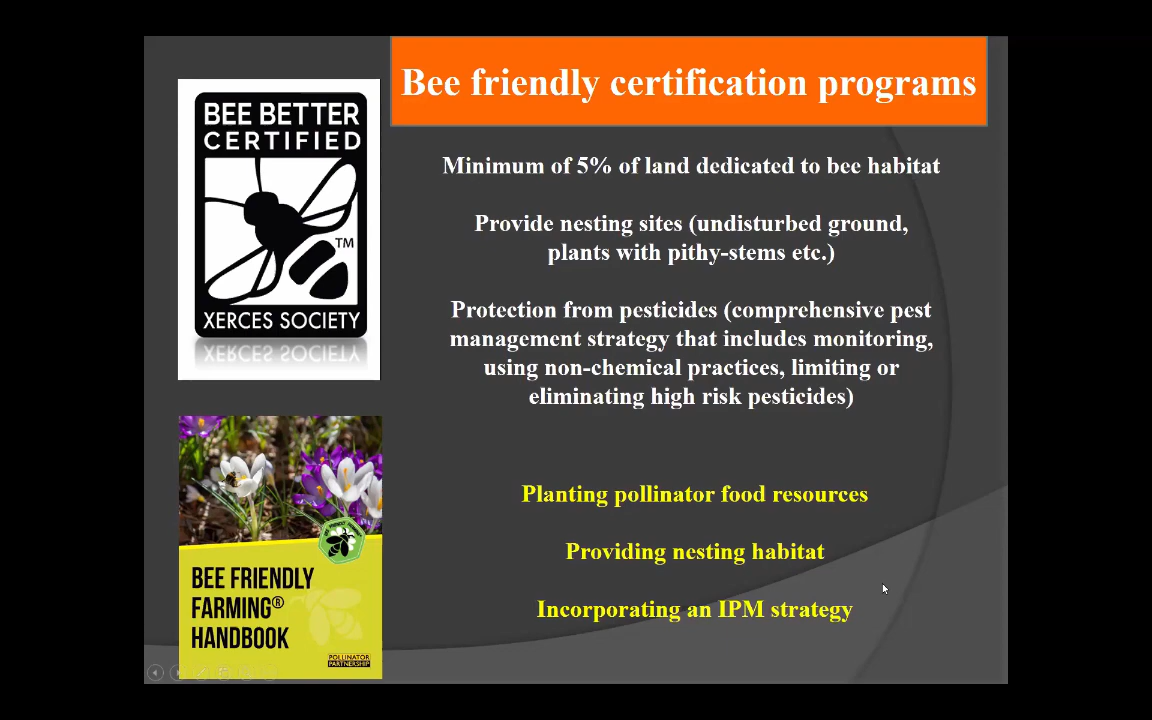 Bee friendly certification programs
BEE BETTER
CERTIFIED
TM
XERCES SOCIETY
XERCES SOCIETY
Minimum of 5% of land dedicated to bee habitat
Provide nesting sites (undisturbed ground,
plants with pithy-stems etc.)
Protection from pesticides (comprehensive pest
management strategy that includes monitoring,
using non-chemical practices, limiting or
eliminating high risk pesticides)
BEE FRIENDLY
FARMING®
HANDBOOK
POLLINATOR
PARTNERSHIP
Planting pollinator food resources
Providing nesting habitat
Incorporating an IPM strategy